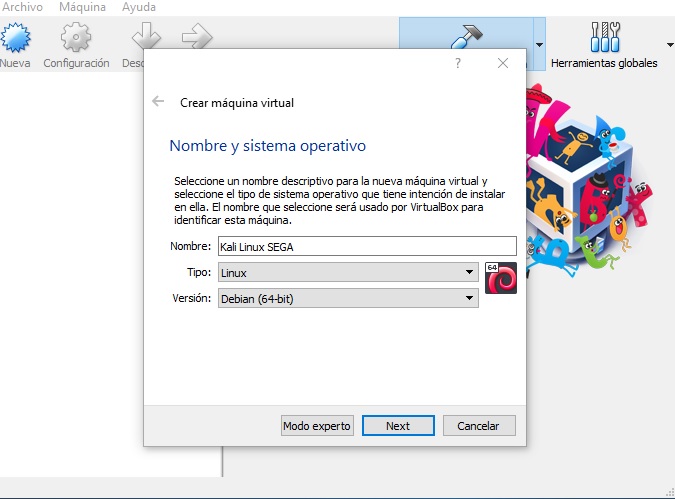 Archivo Máquina Ayuda
Nueva Configuración Herramientas globales
?
Crear máquina virtual
Nombre y sistema operativo
Seleccione un nombre descriptivo para la nueva máquina virtual y
seleccione el tipo de sistema operativo que tiene intención de instalar
en ella. El nombre que seleccione será usado por VirtualBox para
identificar esta máquina.
Nombre: Kali Linux SEGA
Tipo: Linux
64
Versión: Debian (64-bit)
Modo experto Next Cancelar